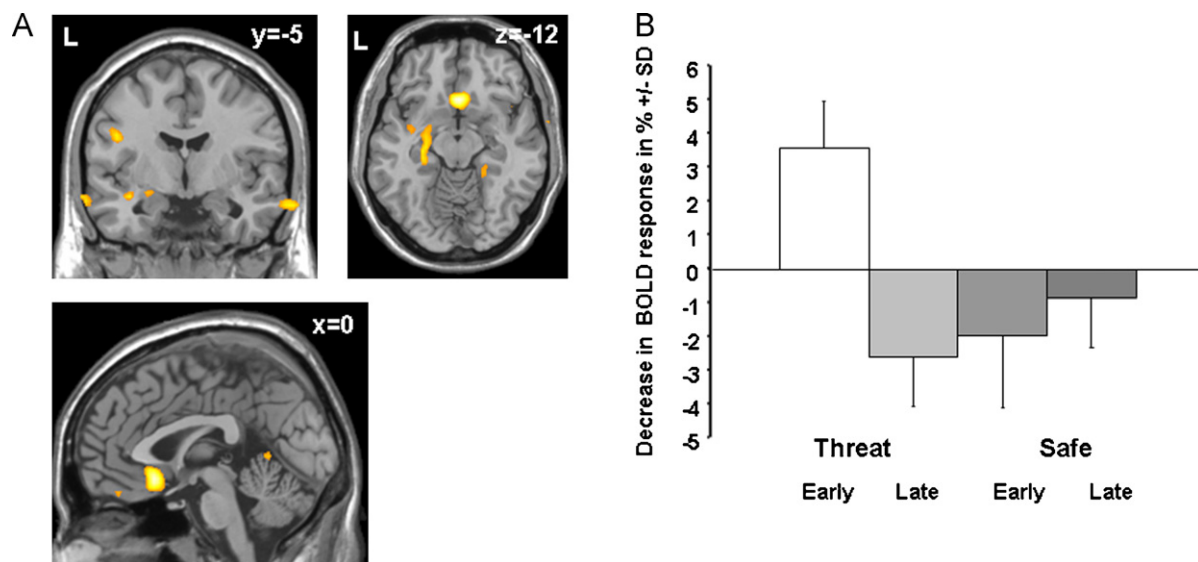 A
L y=-5
L z=-12
x=0
B
Decrease in BOLD response in % +/- SD
6
5
4
3
2
1
0
-1
-2
-3
-4
-5
Threat Safe
Early Late Early Late